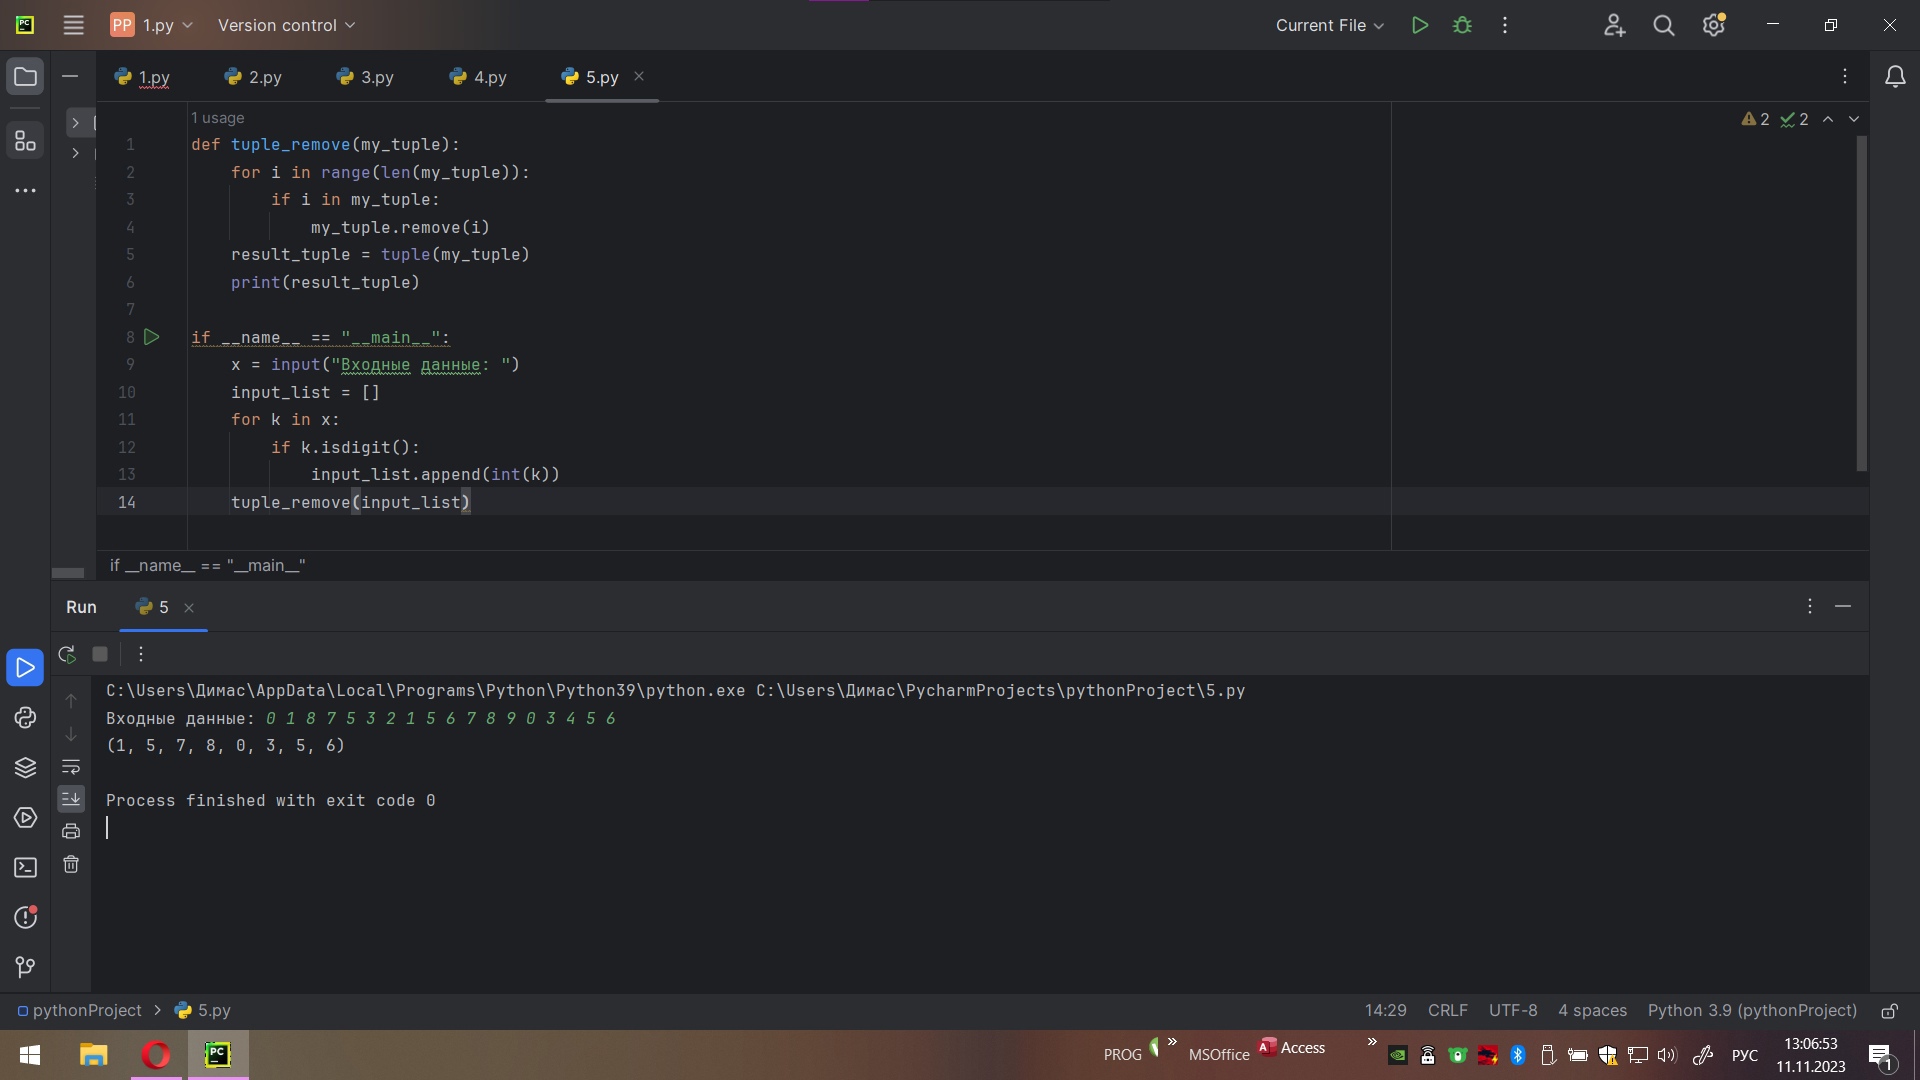 PC
PP 1.py Version control Current File
1.py 2.py 3.py 4.py 5.py
1 usage
2 2
1 def tuple_remove(my_tuple):
2 for i in range(len(my_tuple)):
3 if i in my_tuple:
4 my_tuple.remove(i)
5 result_tuple = tuple(my_tuple)
6 print(result_tuple)
7
8 if __name__ == "__main__":
9 x = input("Входные данные: ")
10 input_list = []
11 for k in x:
12 if k.isdigit():
13 input_list.append(int(k))
14 tuple_remove(input_list)
if __name__ == "__main__"
Run 5
C:\Users\Димас\AppData\Local\Programs\Python\Python39\python.exe C:\Users\Димас\PycharmProjects\pythonProject\5.py
Входные данные: 0 1 8 7 5 3 2 1 5 6 7 8 9 0 3 4 5 6
(1, 5, 7, 8, 0, 3, 5, 6)
Process finished with exit code 0
pythonProject > 5.py 14:29 CRLF UTF-8 4 spaces Python 3.9 (pythonProject)
PC PROG » MSOffice A Access » РУС 13:06:53
11.11.2023 1